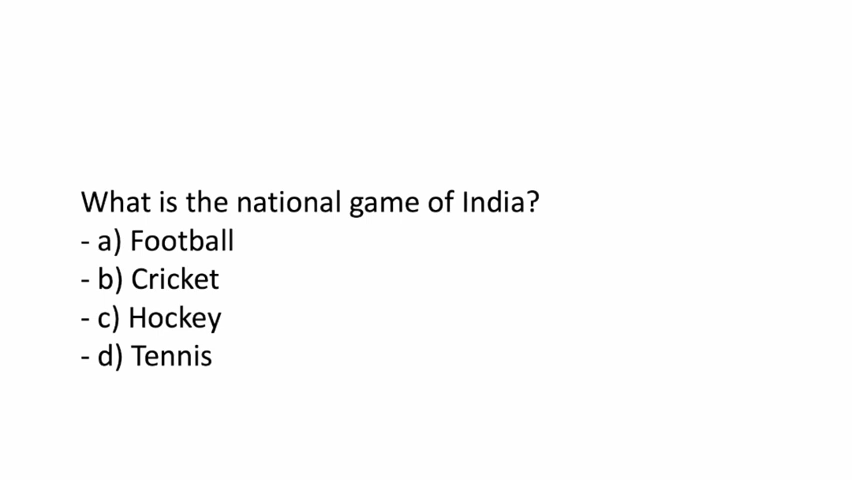 What is the national game of India?
- a) Football
- b) Cricket
- c) Hockey
- d) Tennis